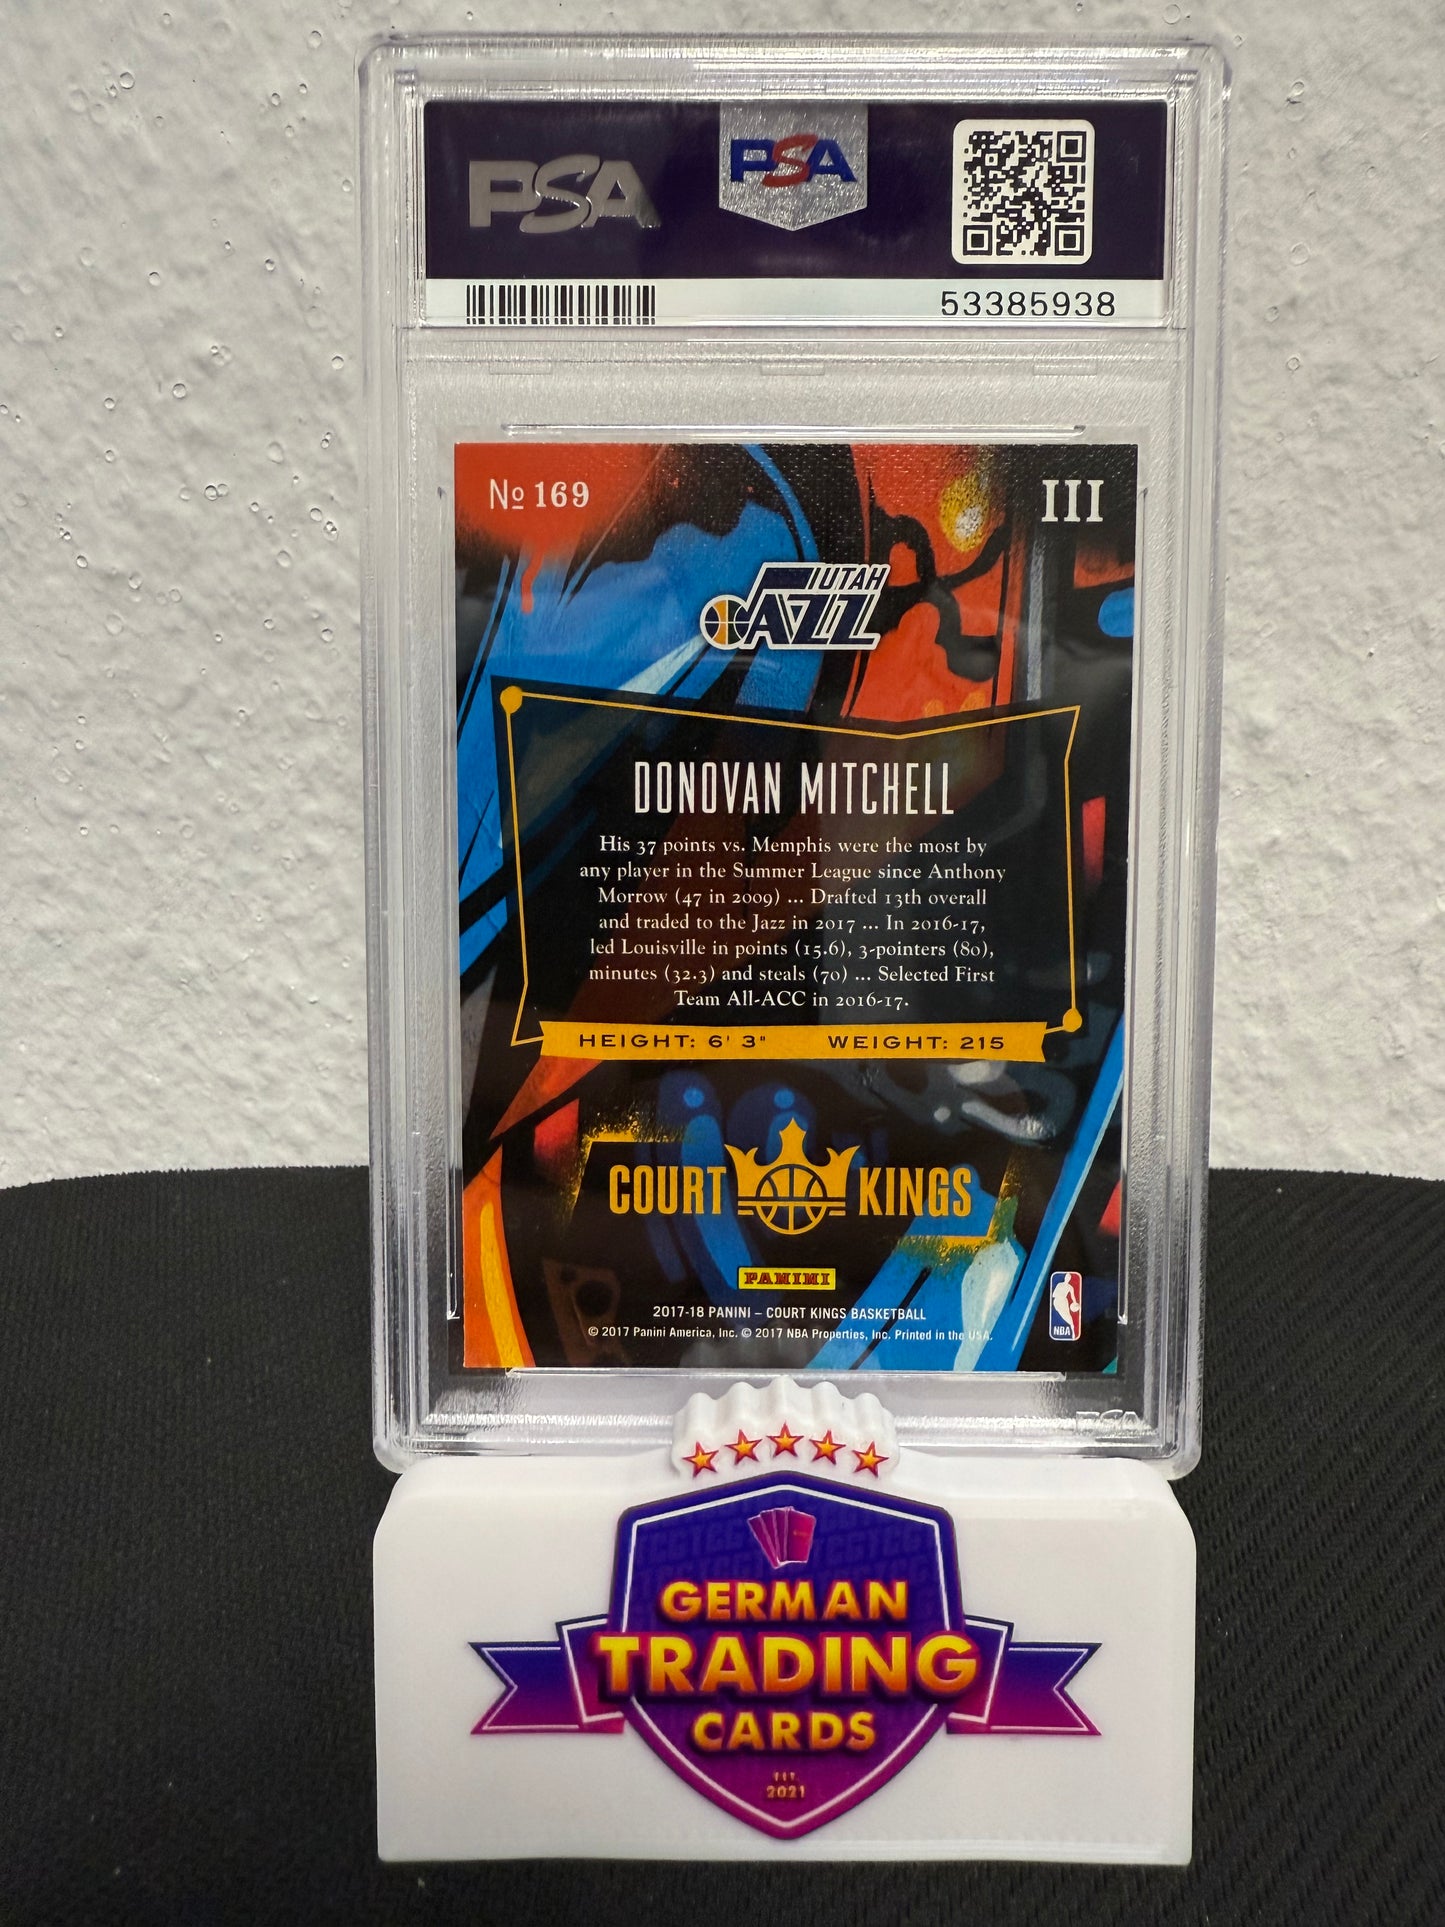 PSA
PSA
53385938
No 169
III
UTAH
JAZZ
DONOVAN MITCHELL
His 37 points vs. Memphis were the most by
any player in the Summer League since Anthony
Morrow (47 in 2009) ... Drafted 13th overall
and traded to the Jazz in 2017 ... In 2016-17,
led Louisville in points (15.6), 3-pointers (80),
minutes (32.3) and steals (70) ... Selected First
Team All-ACC in 2016-17.
HEIGHT: 6' 3" WEIGHT: 215
COURT KINGS
PANINI
2017-18 PANINI – COURT KINGS BASKETBALL
© 2017 Panini America, Inc. © 2017 NBA Properties, Inc. Printed in the USA.
NBA
PSA
GERMAN
TRADING
CARDS
EST.
2021